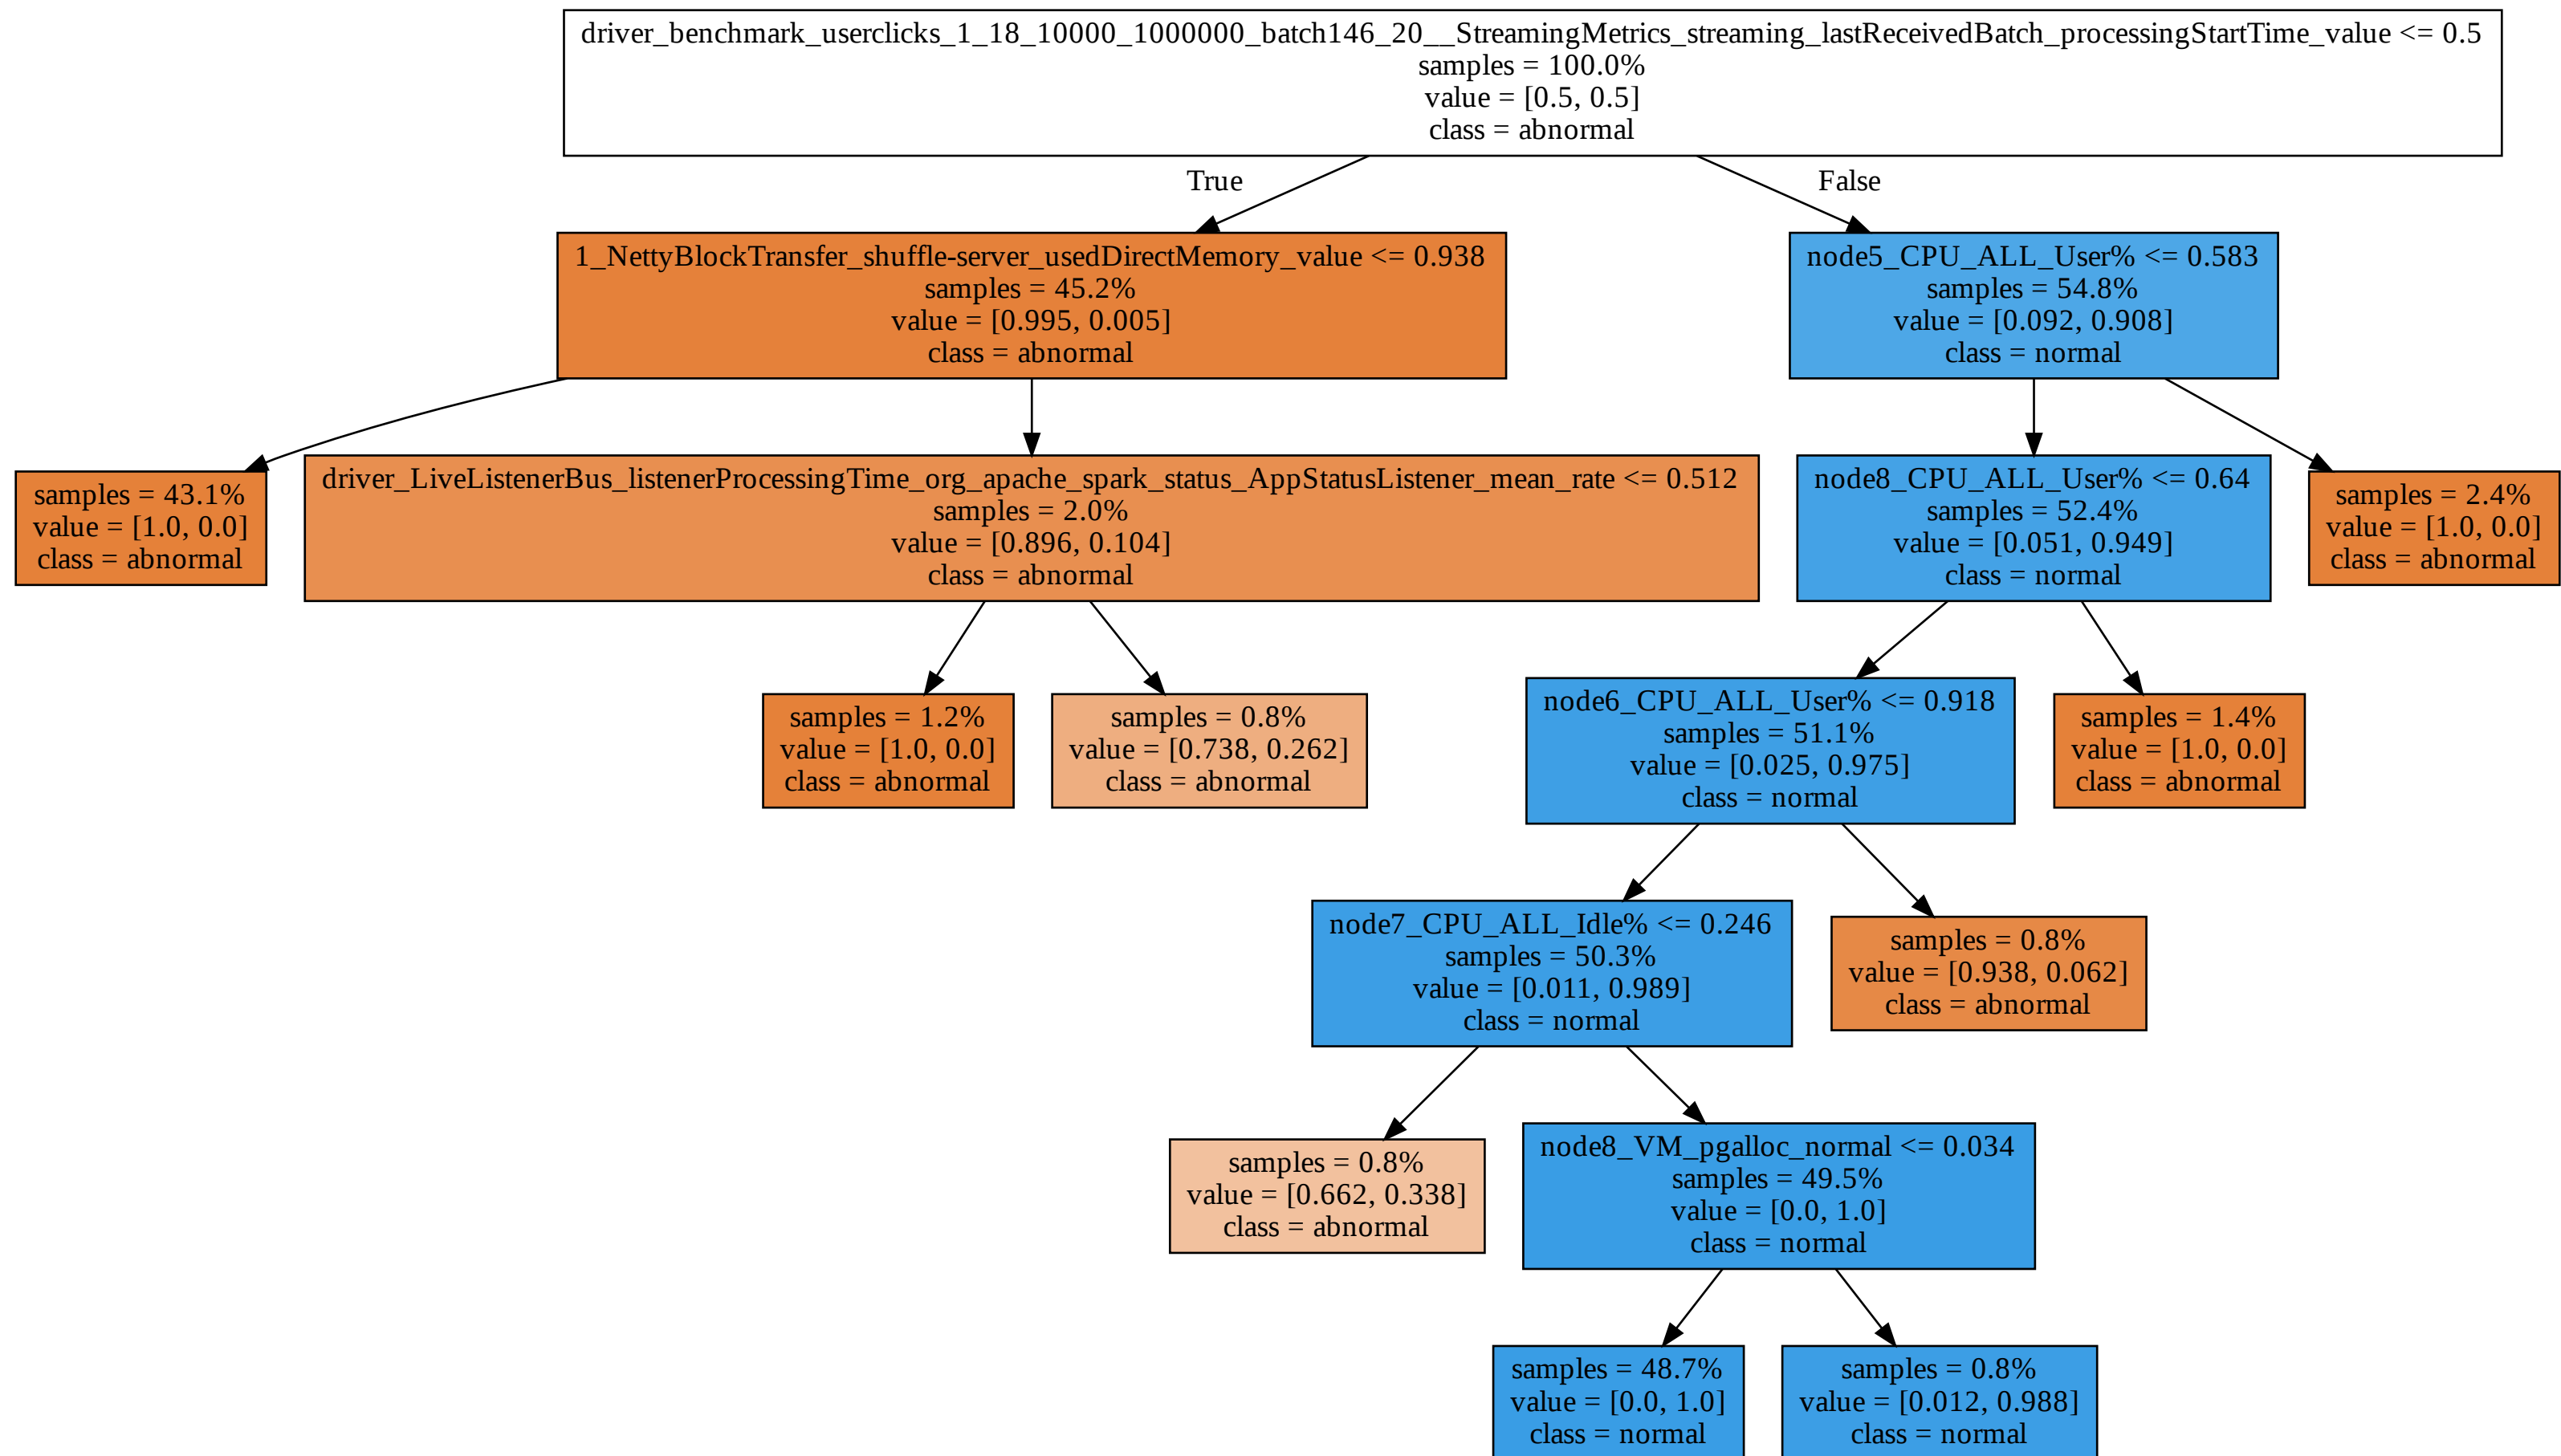 driver_benchmark_userclicks_1_18_10000_1000000_batch146_20__StreamingMetrics_streaming_lastReceivedBatch_processingStartTime_value <= 0.5
samples = 100.0%
value = [0.5, 0.5]
class = abnormal
True
False
1_NettyBlockTransfer_shuffle-server_usedDirectMemory_value <= 0.938
samples = 45.2%
value = [0.995, 0.005]
class = abnormal
node5_CPU_ALL_User% <= 0.583
samples = 54.8%
value = [0.092, 0.908]
class = normal
samples = 43.1%
value = [1.0, 0.0]
class = abnormal
driver_LiveListenerBus_listenerProcessingTime_org_apache_spark_status_AppStatusListener_mean_rate <= 0.512
samples = 2.0%
value = [0.896, 0.104]
class = abnormal
node8_CPU_ALL_User% <= 0.64
samples = 52.4%
value = [0.051, 0.949]
class = normal
samples = 2.4%
value = [1.0, 0.0]
class = abnormal
samples = 1.2%
value = [1.0, 0.0]
class = abnormal
samples = 0.8%
value = [0.738, 0.262]
class = abnormal
node6_CPU_ALL_User% <= 0.918
samples = 51.1%
value = [0.025, 0.975]
class = normal
samples = 1.4%
value = [1.0, 0.0]
class = abnormal
node7_CPU_ALL_Idle% <= 0.246
samples = 50.3%
value = [0.011, 0.989]
class = normal
samples = 0.8%
value = [0.938, 0.062]
class = abnormal
samples = 0.8%
value = [0.662, 0.338]
class = abnormal
node8_VM_pgalloc_normal <= 0.034
samples = 49.5%
value = [0.0, 1.0]
class = normal
samples = 48.7%
value = [0.0, 1.0]
class = normal
samples = 0.8%
value = [0.012, 0.988]
class = normal